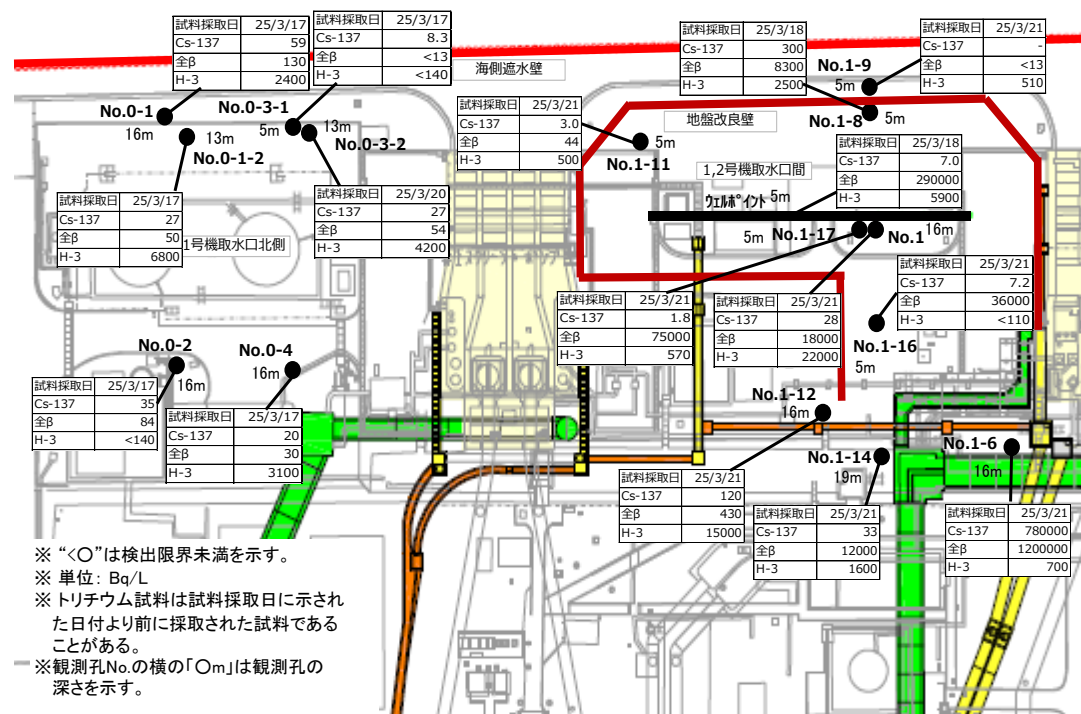 試料採取日 25/3/17
Cs-137 59
全β 130
H-3 2400
試料採取日 25/3/17
Cs-137 8.3
全β <13
H-3 <140
海側遮水壁
試料採取日 25/3/18
Cs-137 300
全β 8300
H-3 2500
試料採取日 25/3/21
Cs-137 -
全β <13
H-3 510
No.0-1
16m
No.0-3-1
5m
13m
No.0-3-2
13m
No.0-1-2
No.1-9
5m
5m
No.1-8
試料採取日 25/3/21
Cs-137 3.0
全β 44
H-3 500
地盤改良壁
5m
No.1-11
1,2号機取水口間
試料採取日 25/3/18
Cs-137 7.0
全β 290000
H-3 5900
ウェルポイント 5m
試料採取日 25/3/17
Cs-137 27
全β 50
H-3 6800
1号機取水口北側
試料採取日 25/3/20
Cs-137 27
全β 54
H-3 4200
5m
No.1-17
No.1
16m
試料採取日 25/3/21
Cs-137 7.2
全β 36000
H-3 <110
試料採取日 25/3/21
Cs-137 1.8
全β 75000
H-3 570
試料採取日 25/3/21
Cs-137 28
全β 18000
H-3 22000
No.1-16
5m
No.0-2
16m
No.0-4
16m
試料採取日 25/3/17
Cs-137 35
全β 84
H-3 <140
試料採取日 25/3/17
Cs-137 20
全β 30
H-3 3100
No.1-12
16m
No.1-14
19m
No.1-6
16m
試料採取日 25/3/21
Cs-137 120
全β 430
H-3 15000
試料採取日 25/3/21
Cs-137 33
全β 12000
H-3 1600
試料採取日 25/3/21
Cs-137 780000
全β 1200000
H-3 700
※ “<○”は検出限界未満を示す。
※ 単位: Bq/L
※ トリチウム試料は試料採取日に示され
た日付より前に採取された試料である
ことがある。
※観測孔No.の横の「○m」は観測孔の
深さを示す。